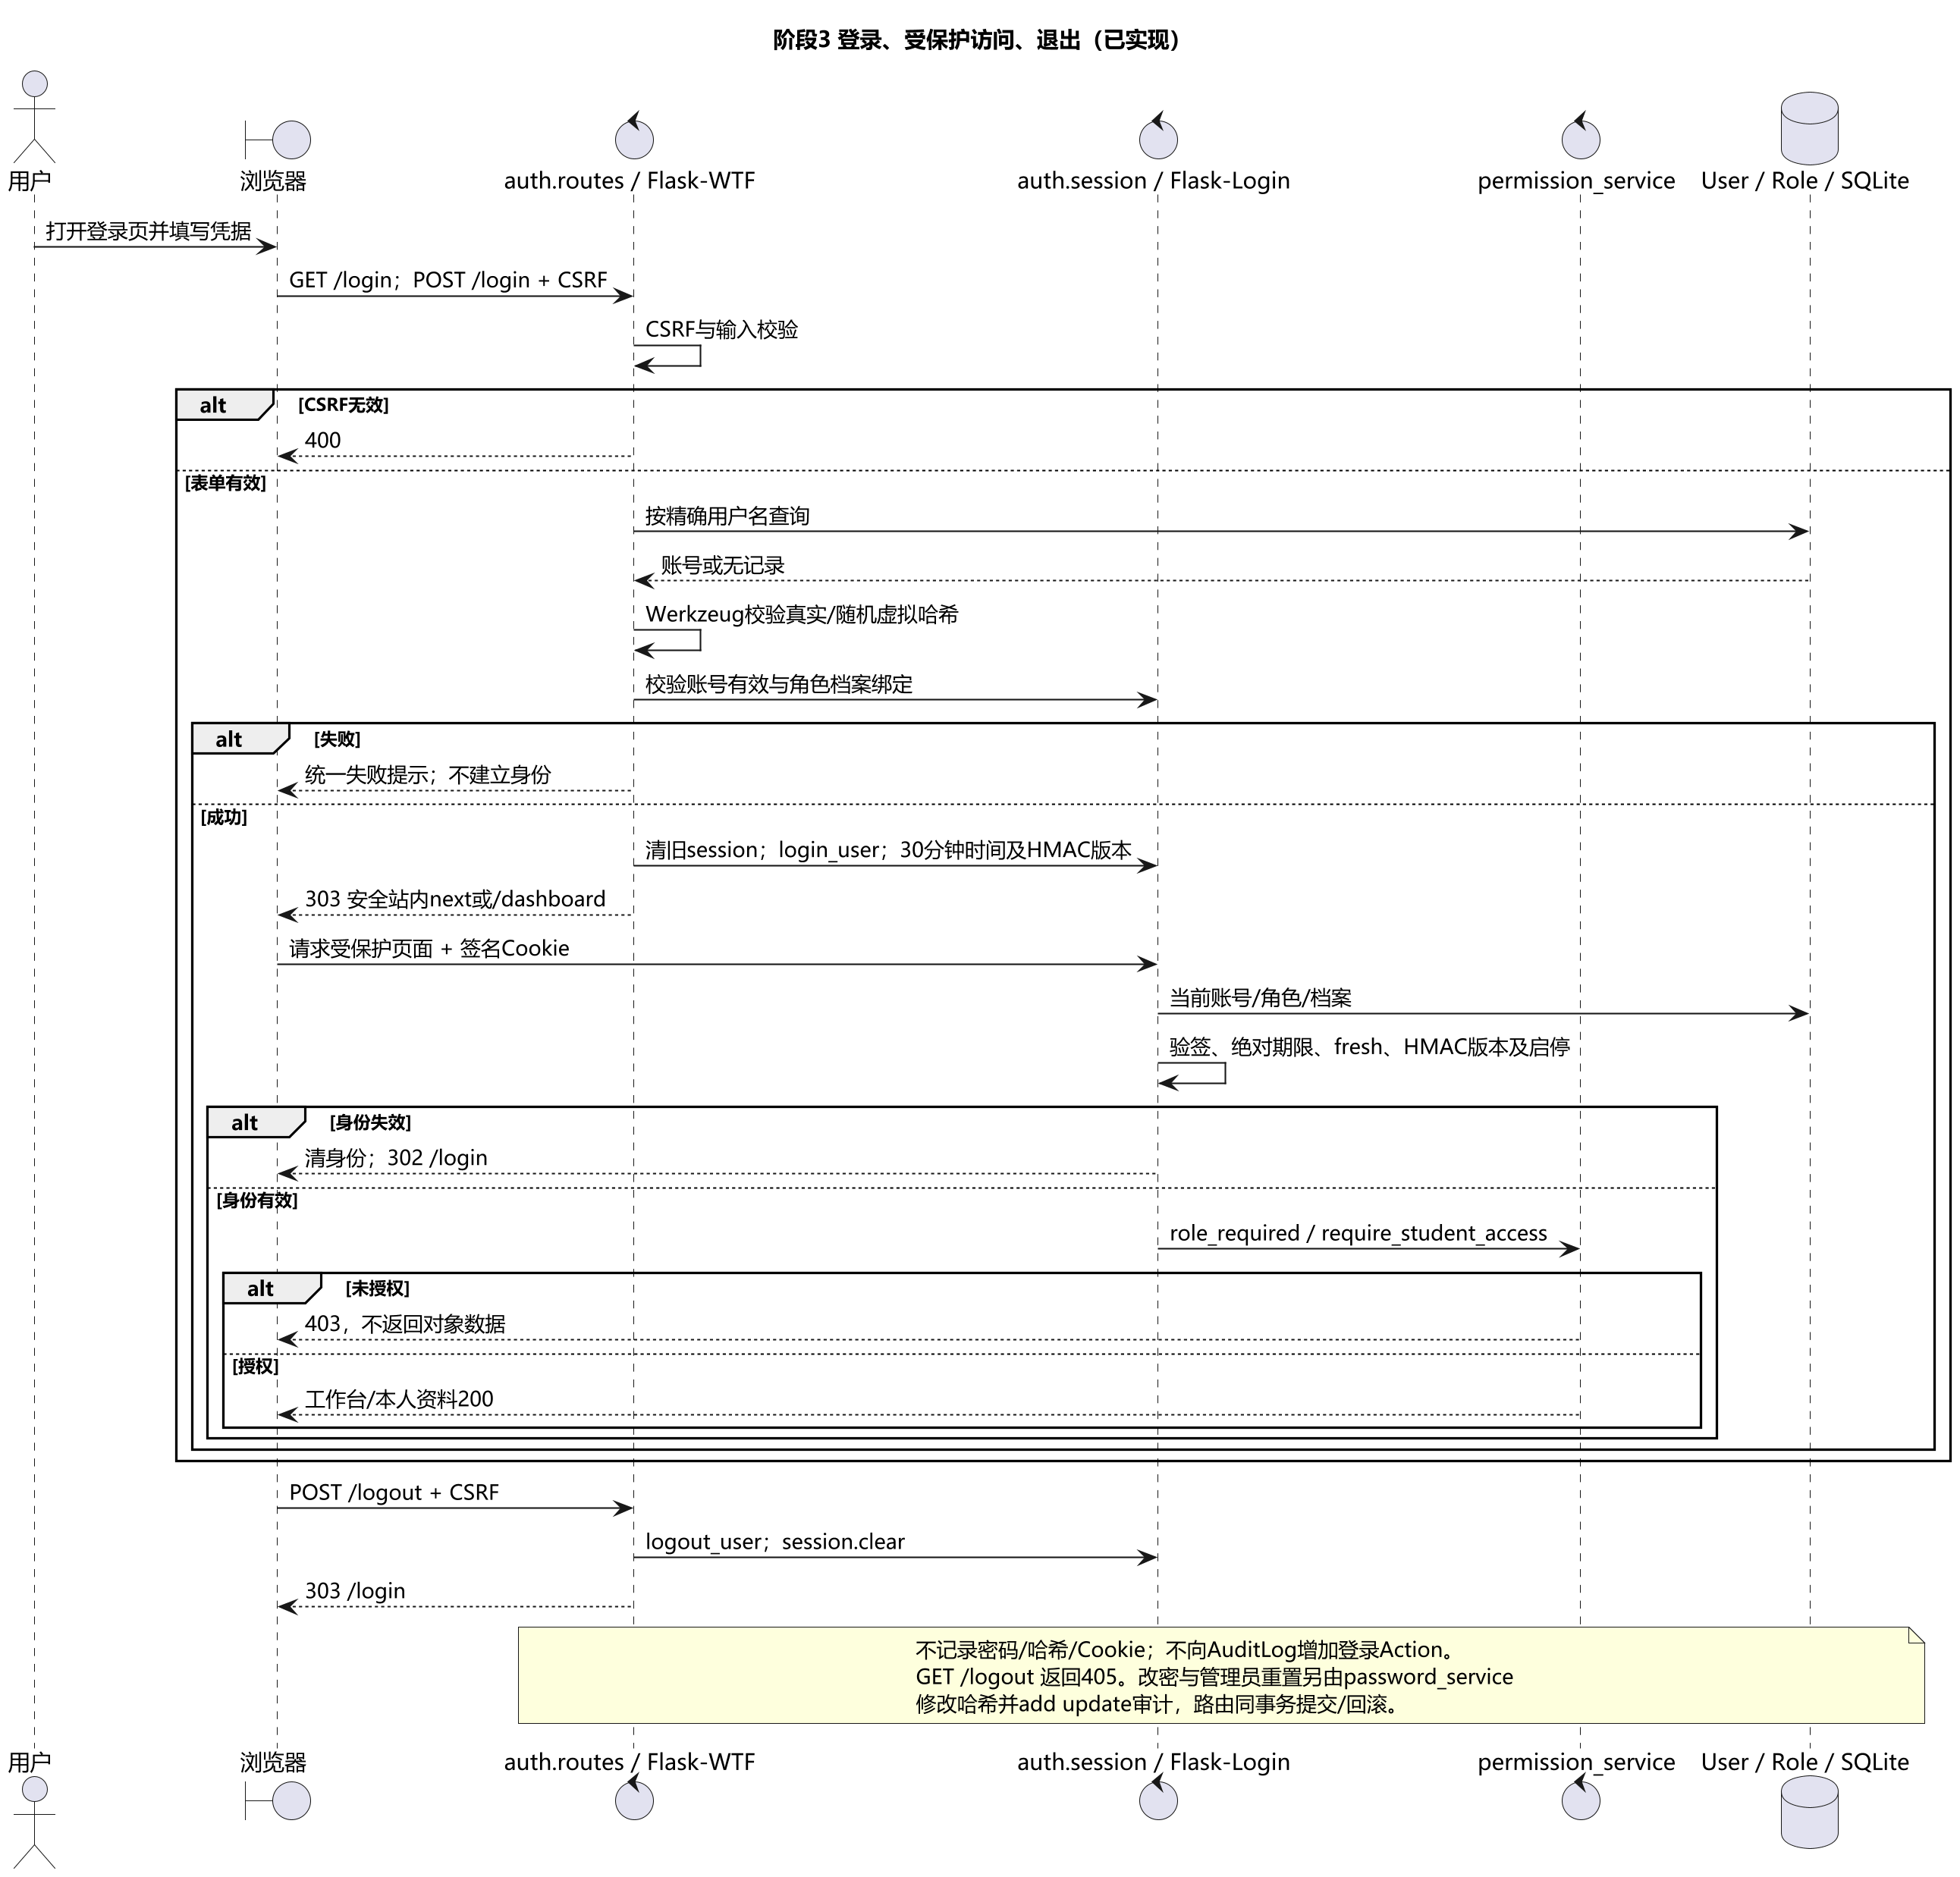 阶段3 登录、受保护访问、退出（已实现）
用户
浏览器
auth.routes / Flask-WTF
auth.session / Flask-Login
permission_service
User / Role / SQLite
打开登录页并填写凭据
GET /login；POST /login + CSRF
CSRF与输入校验
alt
[CSRF无效]
400
[表单有效]
按精确用户名查询
账号或无记录
Werkzeug校验真实/随机虚拟哈希
校验账号有效与角色档案绑定
alt
[失败]
统一失败提示；不建立身份
[成功]
清旧session；login_user；30分钟时间及HMAC版本
303 安全站内next或/dashboard
请求受保护页面 + 签名Cookie
当前账号/角色/档案
验签、绝对期限、fresh、HMAC版本及启停
alt
[身份失效]
清身份；302 /login
[身份有效]
role_required / require_student_access
alt
[未授权]
403，不返回对象数据
[授权]
工作台/本人资料200
POST /logout + CSRF
logout_user；session.clear
303 /login
不记录密码/哈希/Cookie；不向AuditLog增加登录Action。
GET /logout 返回405。改密与管理员重置另由password_service
修改哈希并add update审计，路由同事务提交/回滚。
用户
浏览器
auth.routes / Flask-WTF
auth.session / Flask-Login
permission_service
User / Role / SQLite